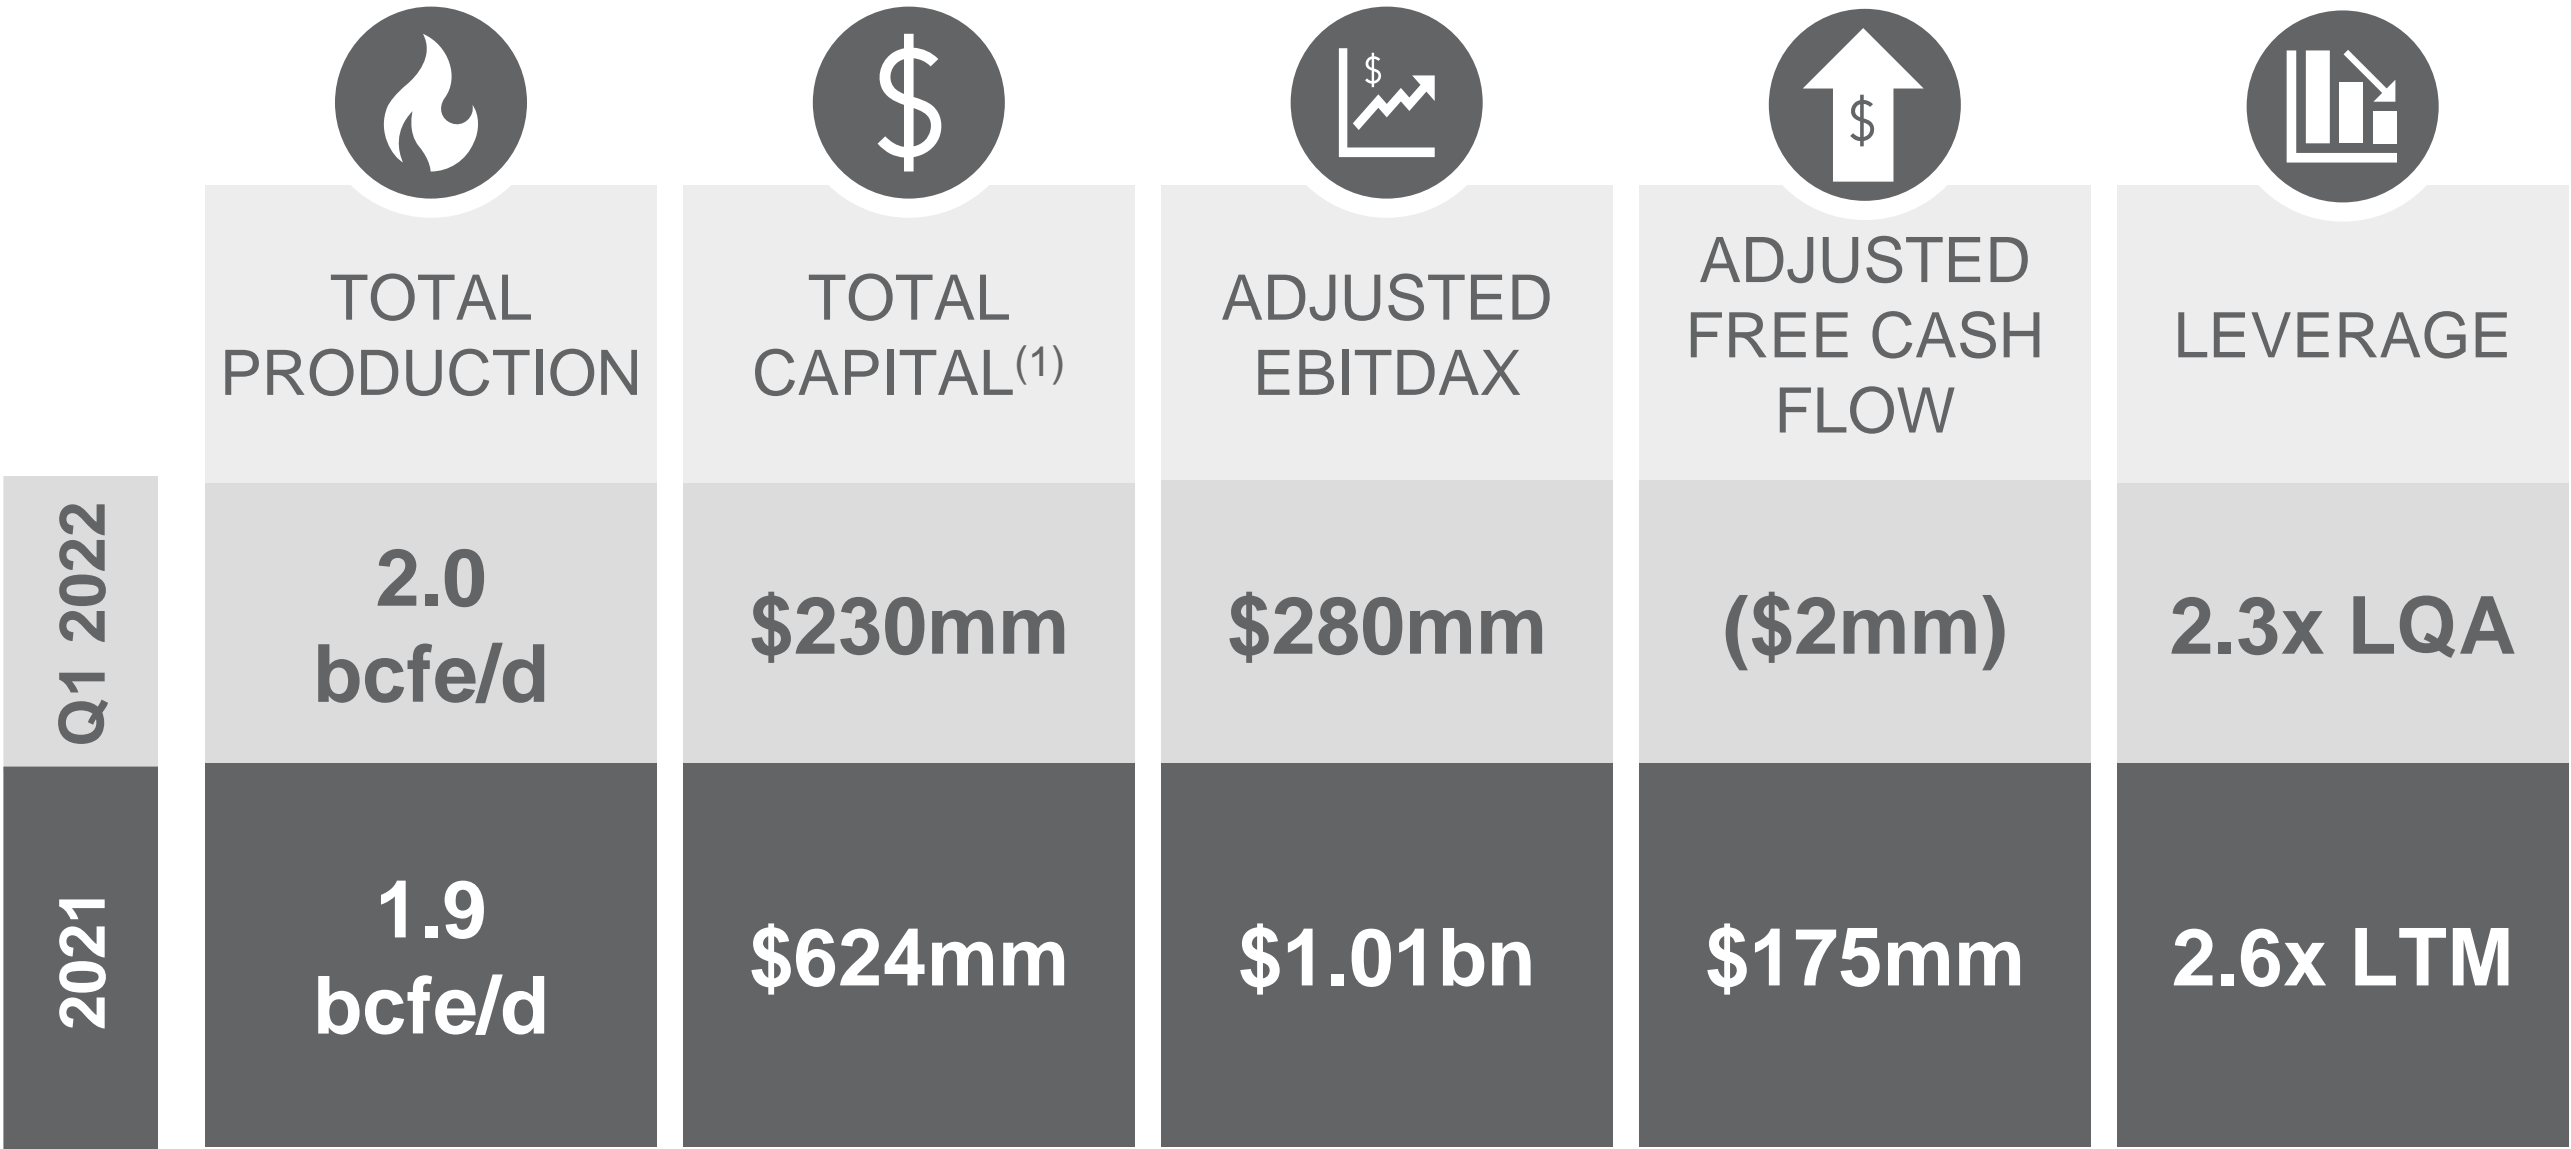 TOTAL
PRODUCTION
TOTAL
CAPITAL(1)
ADJUSTED
EBITDAX
ADJUSTED
FREE CASH
FLOW
LEVERAGE
Q1 2022
2.0
bcfe/d
$230mm
$280mm
($2mm)
2.3x LQA
2021
1.9
bcfe/d
$624mm
$1.01bn
$175mm
2.6x LTM